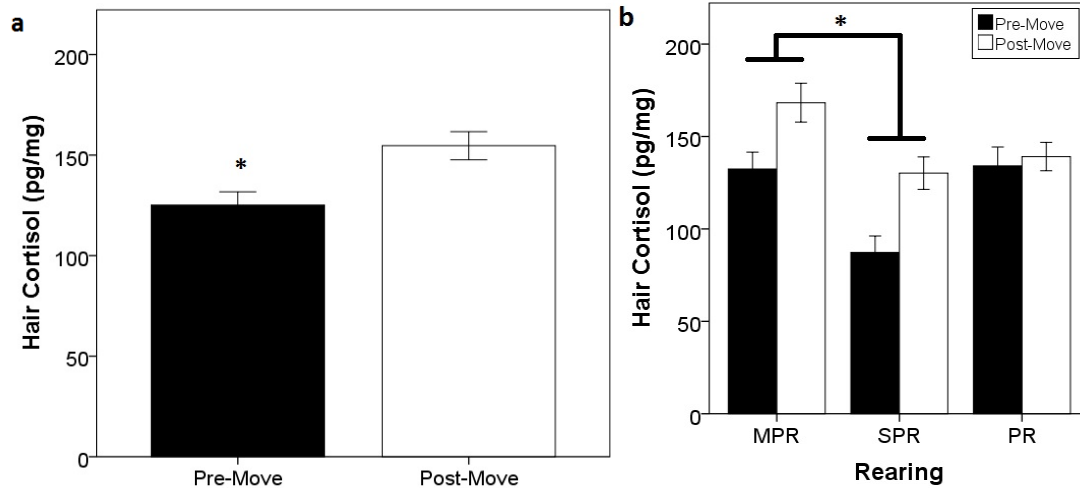 a
Hair Cortisol (pg/mg)
200
150
100
50
0
*
Pre-Move
Post-Move
b
Hair Cortisol (pg/mg)
200
150
100
50
0
*
Pre-Move
Post-Move
MPR
SPR
PR
Rearing